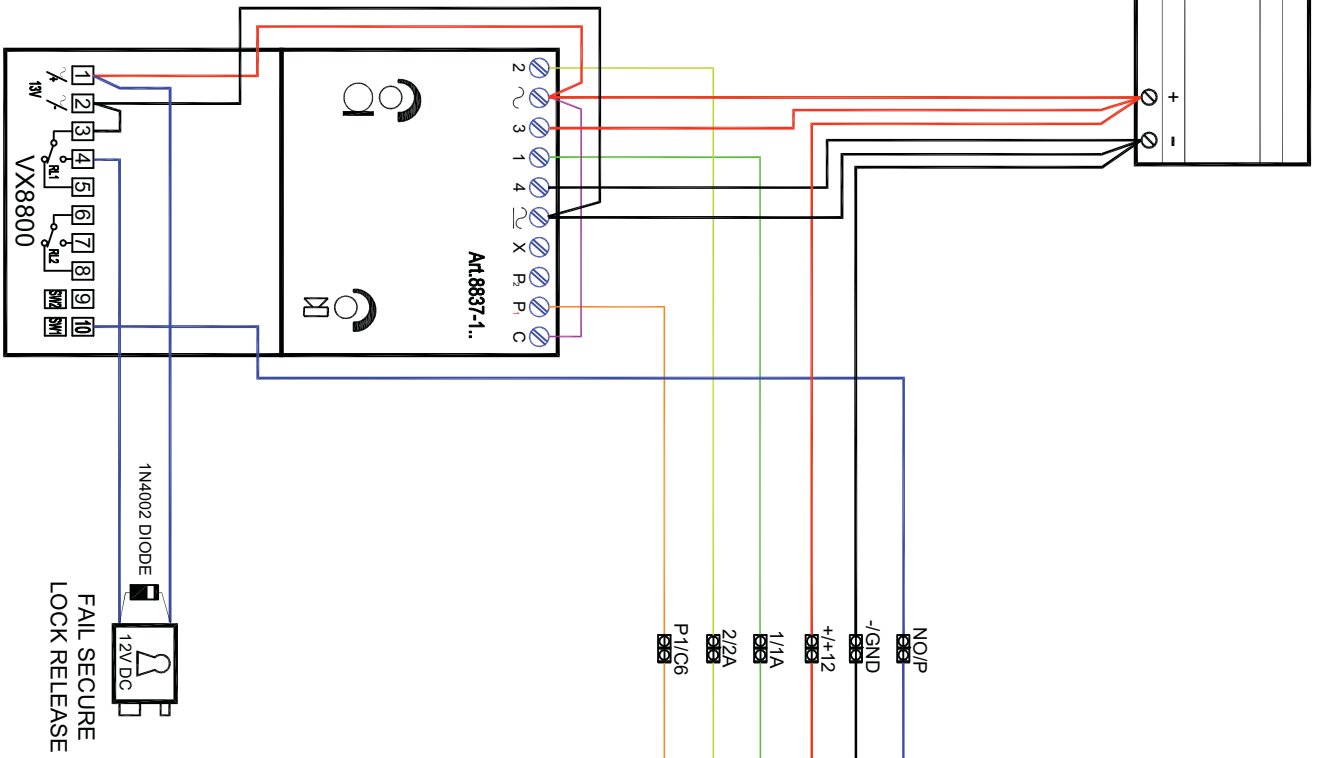 VX8800
13V
1
2
3
4
5
6
7
8
9
10
RL1
RL2
SW2
SW1
Art.8837-1..
2
3
1
4
X
P2
P1
C
+
-
1N4002 DIODE
12V DC
FAIL SECURE
LOCK RELEASE
P1/C6
2/2A
1/1A
+/+12
-/GND
NO/P